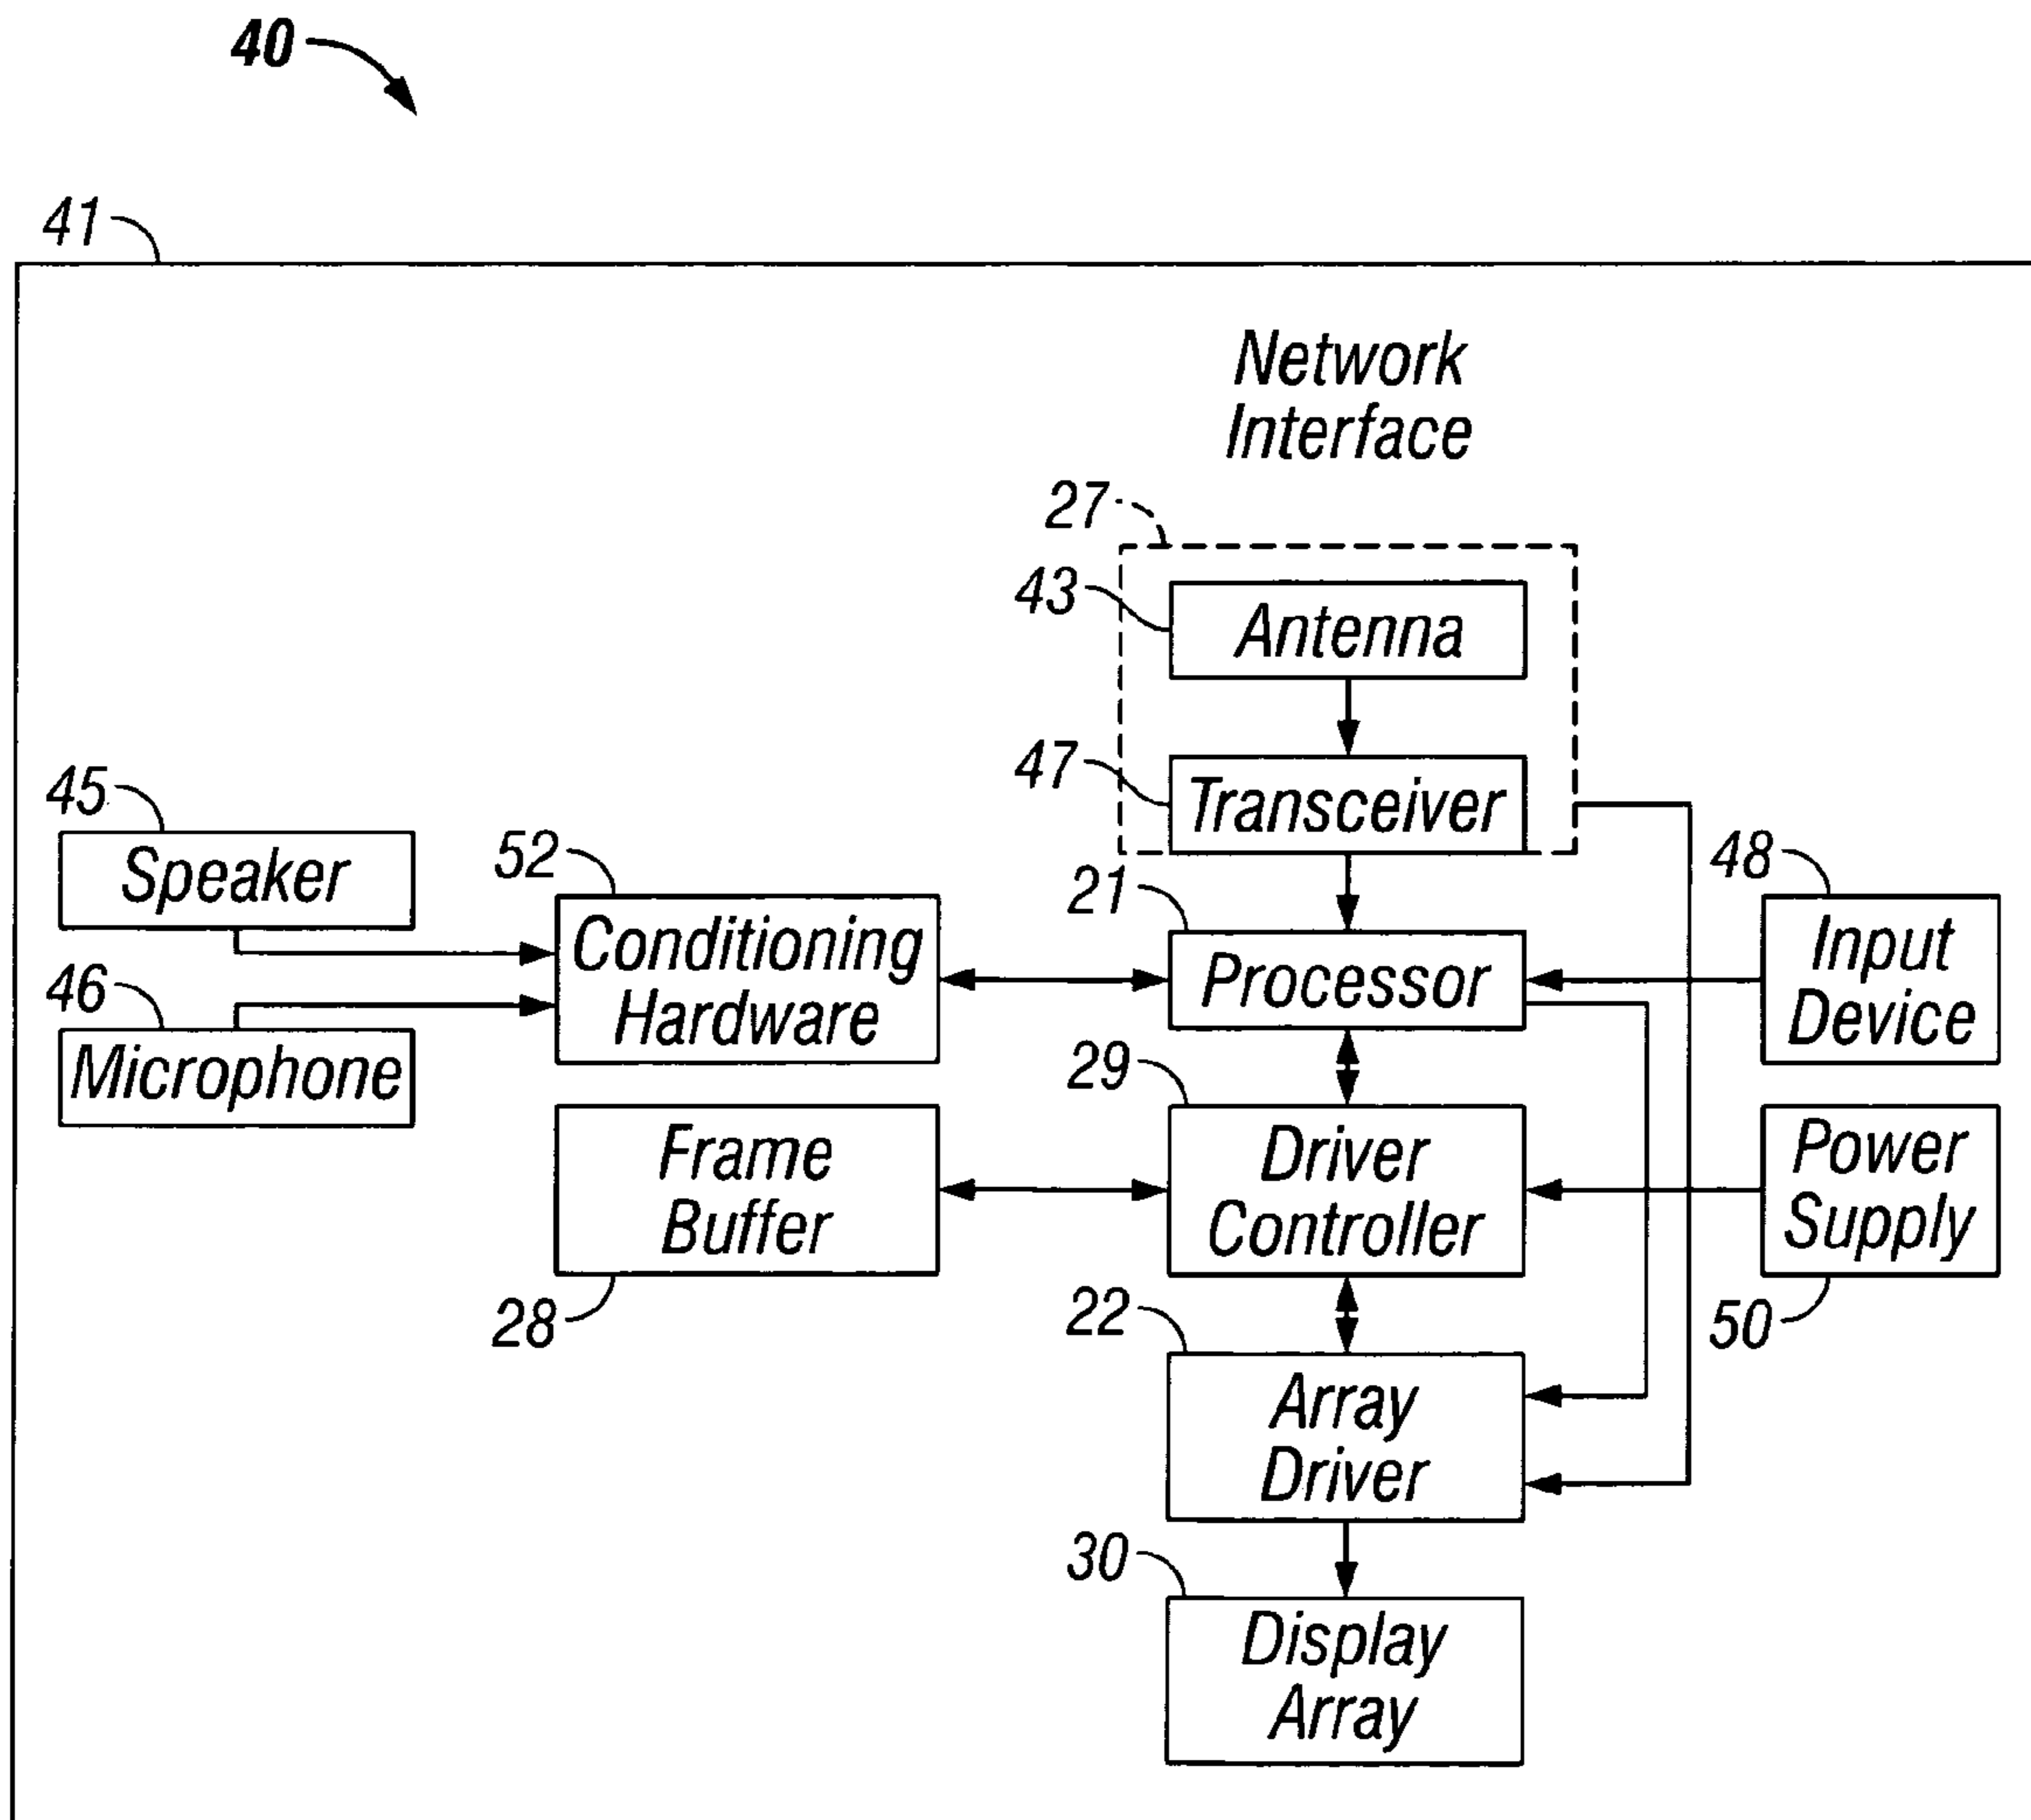 40
41
Network
Interface
27
43
Antenna
47
Transceiver
45
Speaker
52
Conditioning
Hardware
21
Processor
48
Input
Device
46
Microphone
29
Driver
Controller
Frame
Buffer
28
Power
Supply
50
22
Array
Driver
30
Display
Array